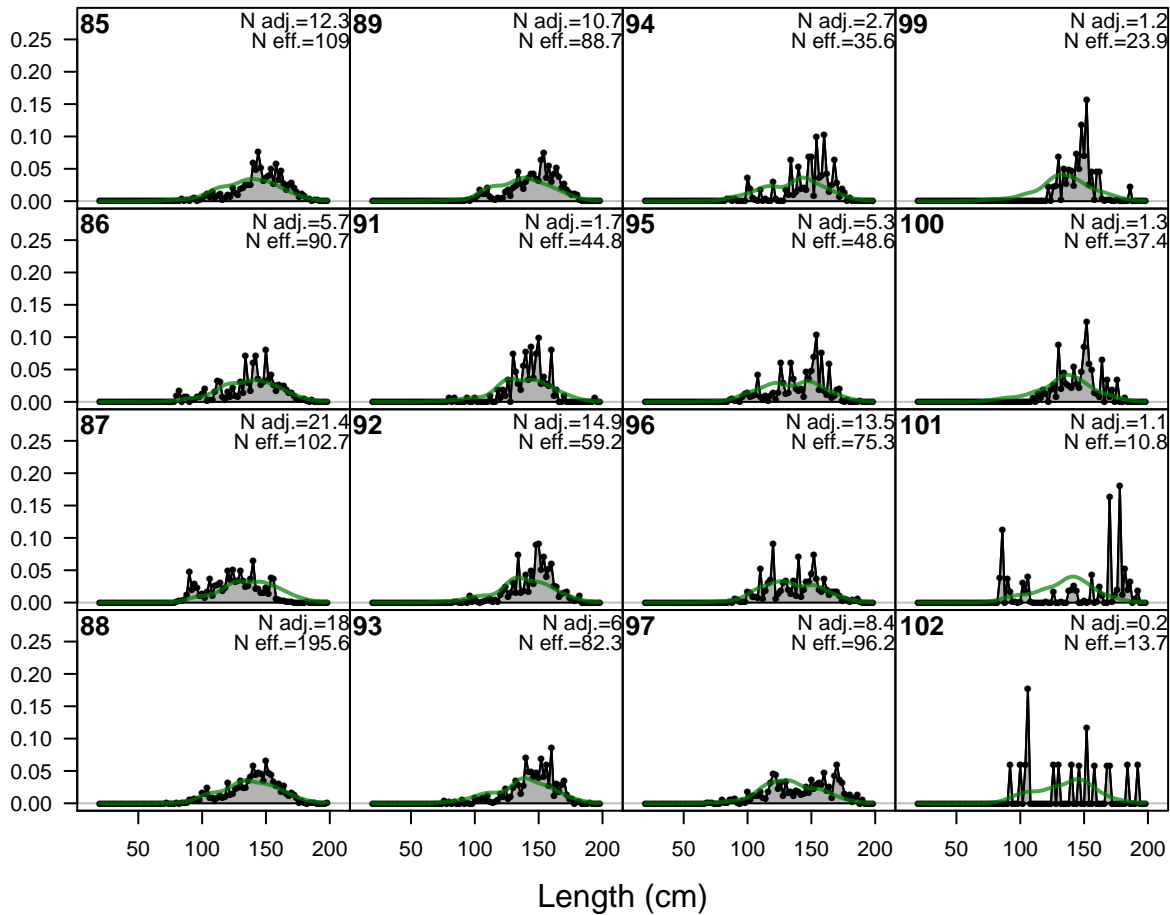 85 N adj.=12.3
N eff.=109
89 N adj.=10.7
N eff.=88.7
94 N adj.=2.7
N eff.=35.6
99 N adj.=1.2
N eff.=23.9
0.25
0.20
0.15
0.10
0.05
0.00
86 N adj.=5.7
N eff.=90.7
91 N adj.=1.7
N eff.=44.8
95 N adj.=5.3
N eff.=48.6
100 N adj.=1.3
N eff.=37.4
0.25
0.20
0.15
0.10
0.05
0.00
87 N adj.=21.4
N eff.=102.7
92 N adj.=14.9
N eff.=59.2
96 N adj.=13.5
N eff.=75.3
101 N adj.=1.1
N eff.=10.8
0.25
0.20
0.15
0.10
0.05
0.00
88 N adj.=18
N eff.=195.6
93 N adj.=6
N eff.=82.3
97 N adj.=8.4
N eff.=96.2
102 N adj.=0.2
N eff.=13.7
0.25
0.20
0.15
0.10
0.05
0.00
50 100 150 200 50 100 150 200 50 100 150 200 50 100 150 200
Length (cm)